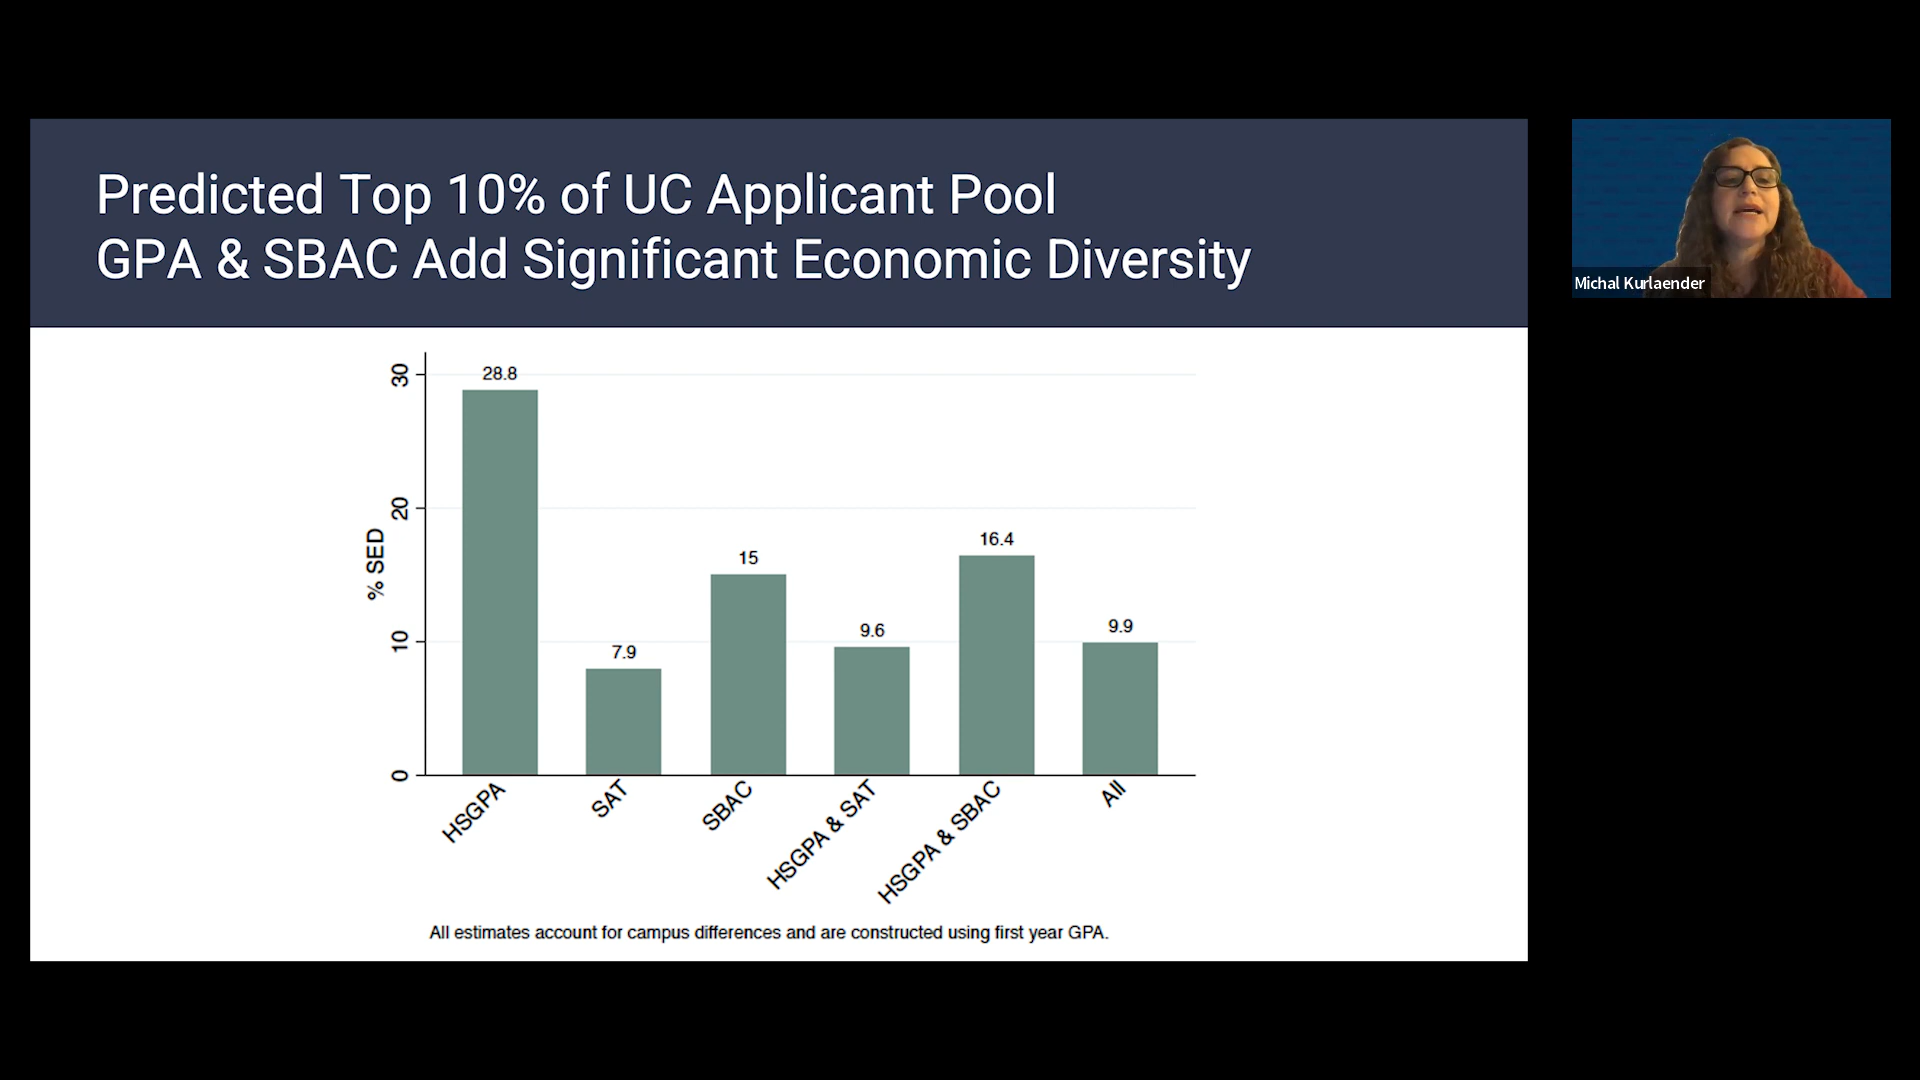 Predicted Top 10% of UC Applicant Pool
GPA & SBAC Add Significant Economic Diversity
Michal Kurlaender
% SED
30
20
10
0
28.8
7.9
15
9.6
16.4
9.9
HSGPA
SAT
SBAC
HSGPA & SAT
HSGPA & SBAC
All
All estimates account for campus differences and are constructed using first year GPA.